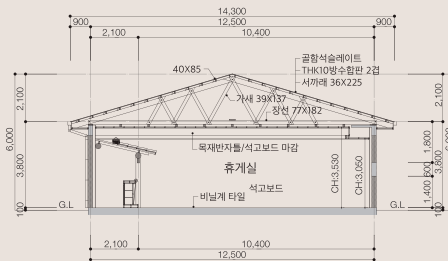 14,300
900 12,500 900
2,100 10,400
골함석슬레이트
THK10방수합판 2겹
서까래 36X225
40X85
가새 39X137
장선 77X182
2,100
6,000
3,800
100
2,100
1,800
600
1,400
3,800
100
목재반자틀/석고보드 마감
휴게실
석고보드
비닐계 타일
CH:3,530
CH:3,050
G.L
G.L
2,100 10,400
12,500